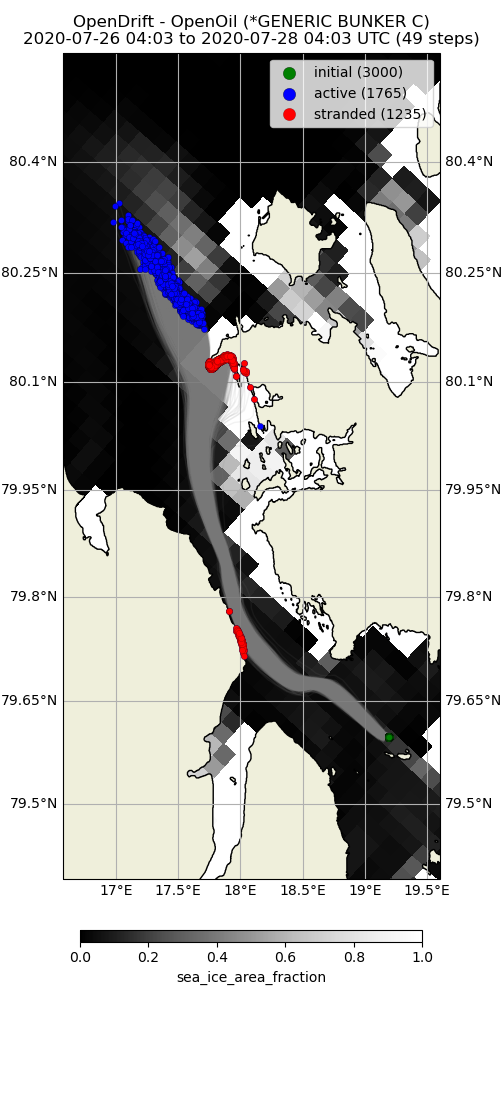 OpenDrift - OpenOil (*GENERIC BUNKER C)
2020-07-26 04:03 to 2020-07-28 04:03 UTC (49 steps)
initial (3000)
active (1765)
stranded (1235)
80.4°N 80.4°N
80.25°N 80.25°N
80.1°N 80.1°N
79.95°N 79.95°N
79.8°N 79.8°N
79.65°N 79.65°N
79.5°N 79.5°N
17°E 17.5°E 18°E 18.5°E 19°E 19.5°E
0.0 0.2 0.4 0.6 0.8 1.0
sea_ice_area_fraction